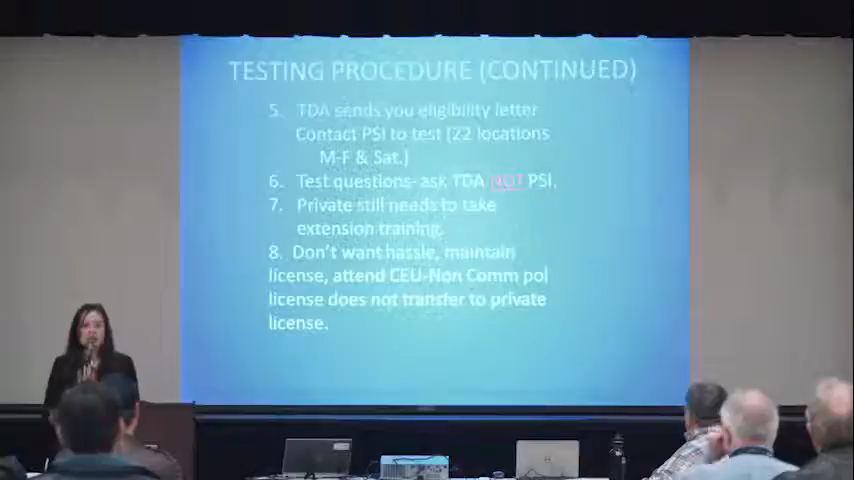 TESTING PROCEDURE (CONTINUED)
5. TDA sends you eligibility letter
Contact PSI to test (22 locations
M-F & Sat.)
6. Test questions- ask TDA NOT PSI.
7. Private still needs to take
extension training.
8. Don't want hassle, maintain
license, attend CEU-Non Comm pol
license does not transfer to private
license.